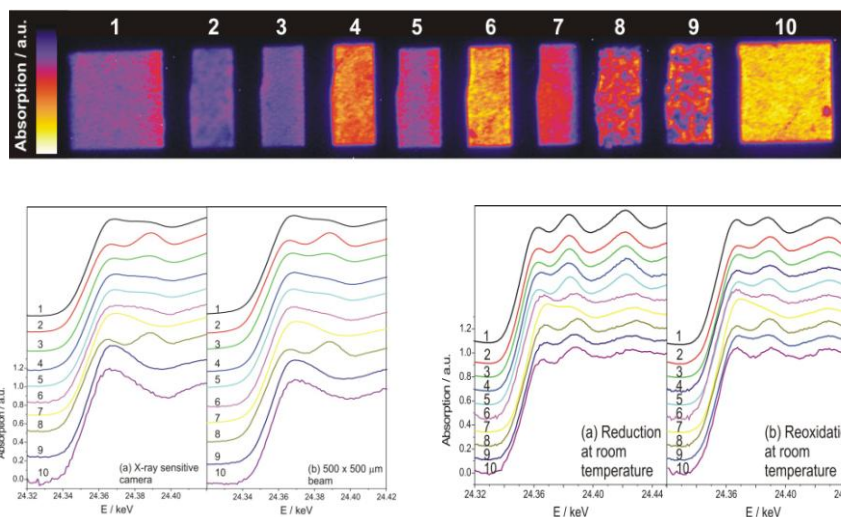 1 2 3 4 5 6 7 8 9 10
Absorption / a.u.
1
2
3
4
5
6
7
8
9
10
1.2
1.0
0.8
0.6
0.4
0.2
0.0
Absorption / a.u.
(a) X-ray sensitive
camera
24.32 24.34 24.36 24.38 24.40
E / keV
1
2
3
4
5
6
7
8
9
10
(b) 500 x 500 µm
beam
24.34 24.36 24.38 24.40 24.42
E / keV
1
2
3
4
5
6
7
8
9
10
1.2
1.0
0.8
0.6
0.4
0.2
0.0
Absorption / a.u.
(a) Reduction
at room
temperature
24.32 24.36 24.40 24.44
E / keV
1
2
3
4
5
6
7
8
9
10
(b) Reoxidati
at room
temperature
24.36 24.40 24.44
E / keV